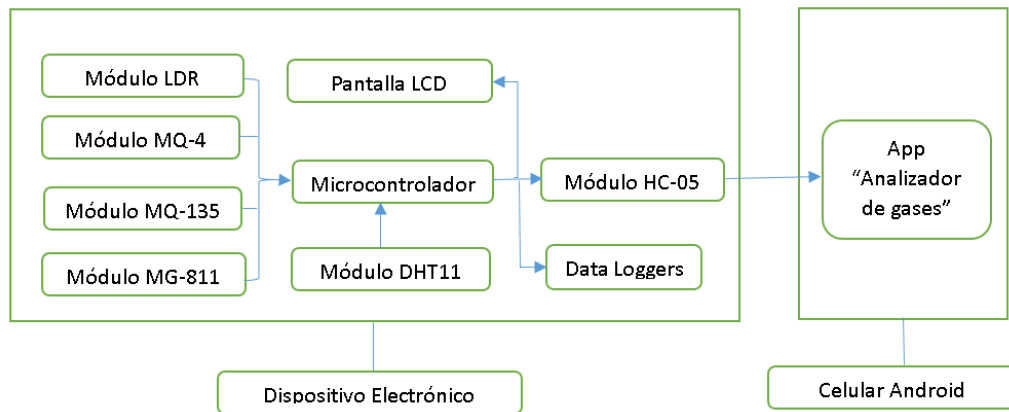 Módulo LDR
Pantalla LCD
Módulo MQ-4
App
“Analizador
de gases”
Microcontrolador
Módulo HC-05
Módulo MQ-135
Módulo MG-811
Módulo DHT11
Data Loggers
Dispositivo Electrónico
Celular Android